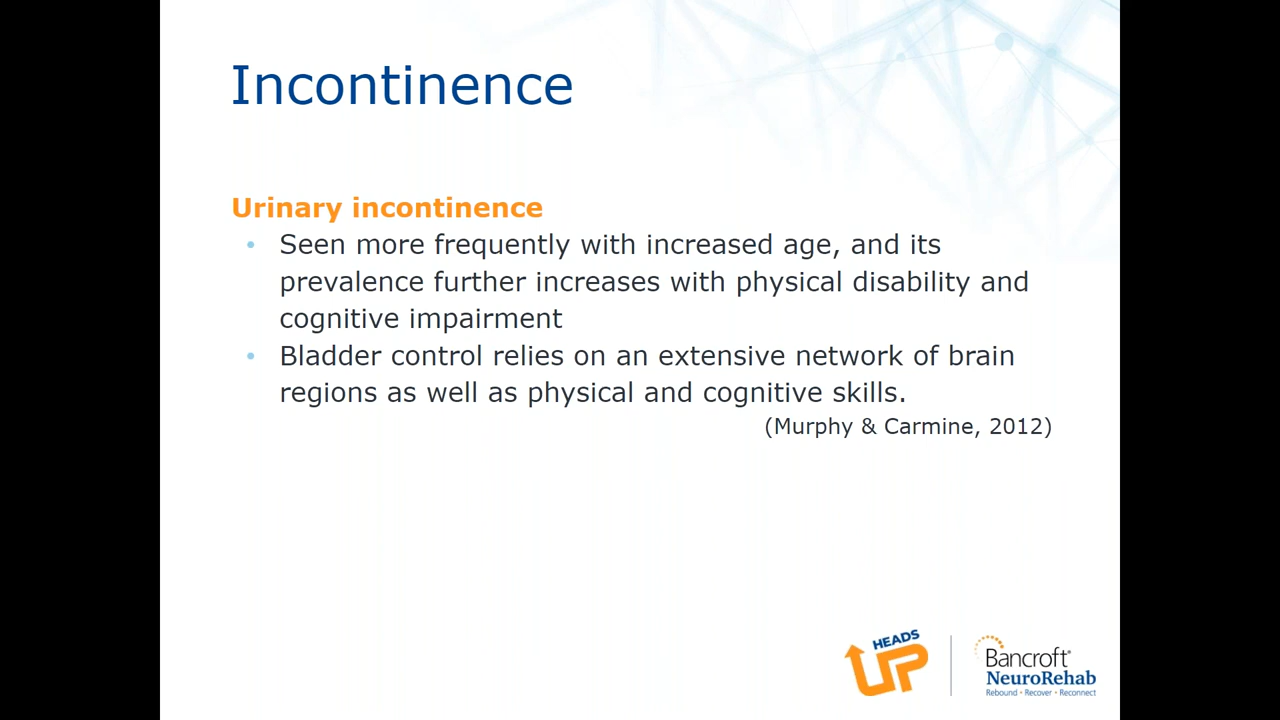 Incontinence
Urinary incontinence
• Seen more frequently with increased age, and its
prevalence further increases with physical disability and
cognitive impairment
• Bladder control relies on an extensive network of brain
regions as well as physical and cognitive skills.
(Murphy & Carmine, 2012)
HEADS
UP
Bancroft®
NeuroRehab
Rebound • Recover • Reconnect